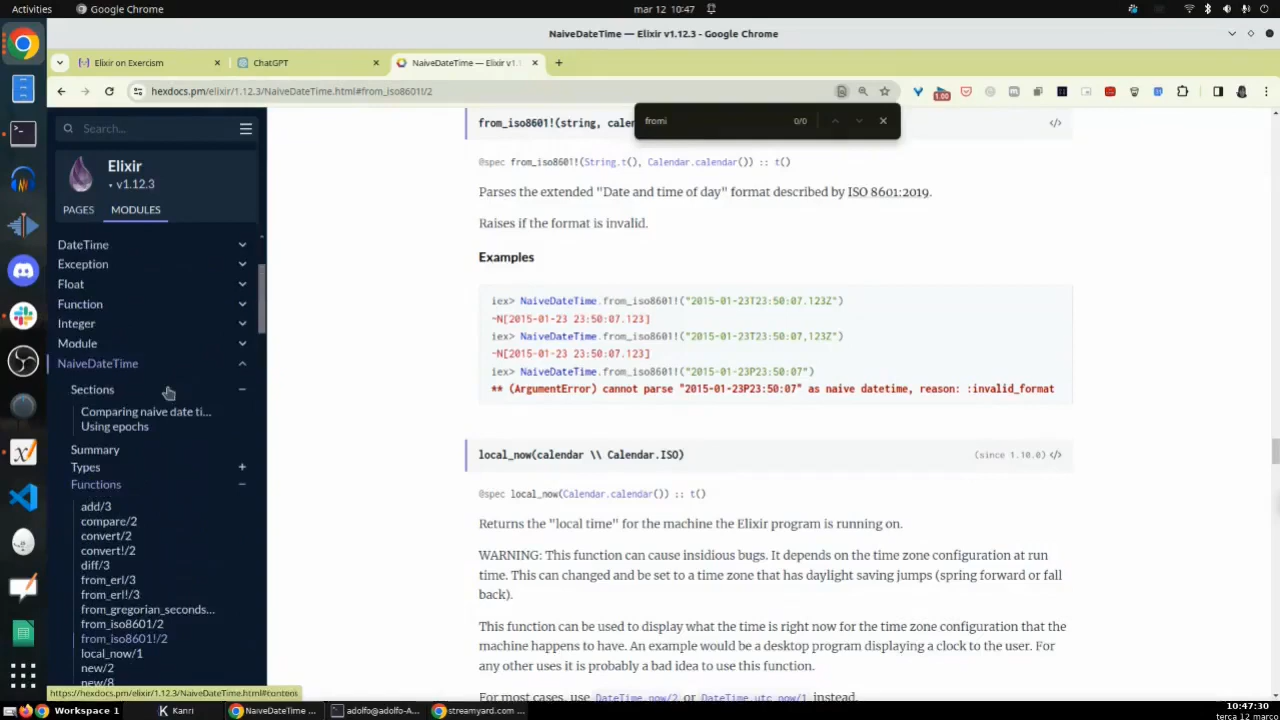 Activities
Google Chrome
mar 12 10:47
NaiveDateTime — Elixir v1.12.3 - Google Chrome
Elixir on Exercism
ChatGPT
NaiveDateTime — Elixir v1.1
hexdocs.pm/elixir/1.12.3/NaiveDateTime.html#from_iso8601!/2
1.00
fromi
0/0
Search...
Elixir
v1.12.3
PAGES
MODULES
DateTime
Exception
Float
Function
Integer
Module
NaiveDateTime
Sections
Comparing naive date ti...
Using epochs
Summary
Types
Functions
add/3
compare/2
convert/2
convert!/2
diff/3
from_erl/3
from_erl!/3
from_gregorian_seconds...
from_iso8601/2
from_iso8601!/2
local_now/1
new/2
new/8
from_iso8601!(string, caler
</>
@spec from_iso8601!(String.t(), Calendar.calendar()) :: t()
Parses the extended "Date and time of day" format described by ISO 8601:2019.
Raises if the format is invalid.
Examples
iex> NaiveDateTime.from_iso8601!("2015-01-23T23:50:07.123Z")
~N[2015-01-23 23:50:07.123]
iex> NaiveDateTime.from_iso8601!("2015-01-23T23:50:07,123Z")
~N[2015-01-23 23:50:07.123]
iex> NaiveDateTime.from_iso8601!("2015-01-23P23:50:07")
** (ArgumentError) cannot parse "2015-01-23P23:50:07" as naive datetime, reason: :invalid_format
local_now(calendar \\ Calendar.ISO)
(since 1.10.0) </>
@spec local_now(Calendar.calendar()) :: t()
Returns the "local time" for the machine the Elixir program is running on.
WARNING: This function can cause insidious bugs. It depends on the time zone configuration at run
time. This can changed and be set to a time zone that has daylight saving jumps (spring forward or fall
back).
This function can be used to display what the time is right now for the time zone configuration that the
machine happens to have. An example would be a desktop program displaying a clock to the user. For
any other uses it is probably a bad idea to use this function.
For most cases, use DateTime.now/2 or DateTime.utc_now/1 instead.
https://hexdocs.pm/elixir/1.12.3/NaiveDateTime.html#content
Workspace 1
Kanri
NaiveDateTime ...
adolfo@adolfo-A...
streamyard.com ...
10:47:30
terça 12 março